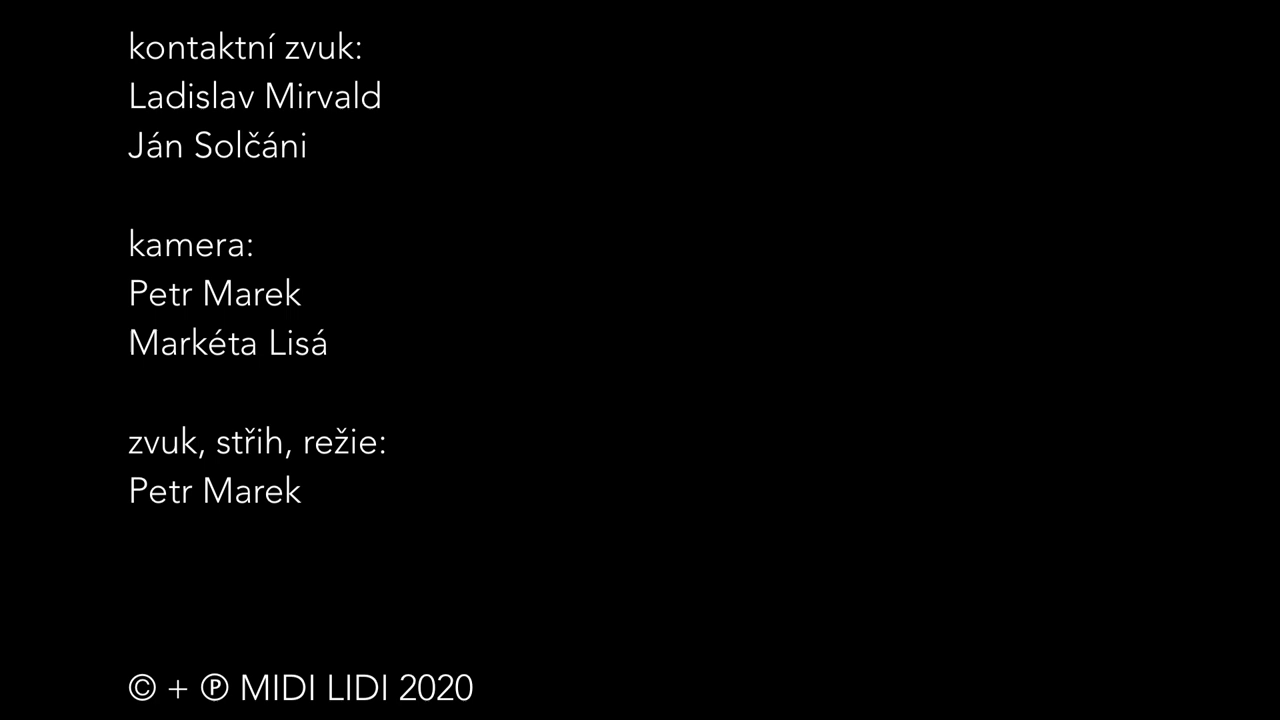 kontaktní zvuk:
Ladislav Mirvald
Ján Solčáni
kamera:
Petr Marek
Markéta Lisá
zvuk, střih, režie:
Petr Marek
© + ℗ MIDI LIDI 2020